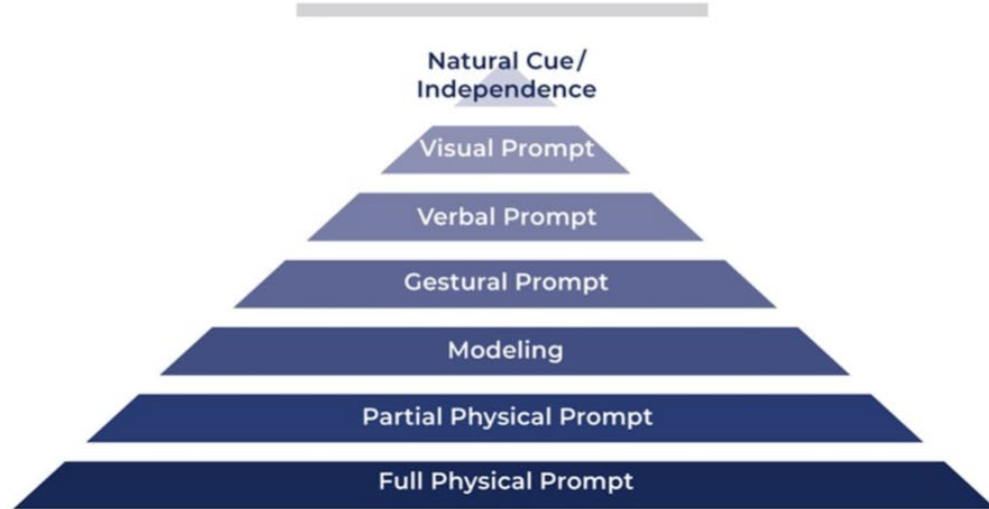 Natural Cue/
Independence
Visual Prompt
Verbal Prompt
Gestural Prompt
Modeling
Partial Physical Prompt
Full Physical Prompt